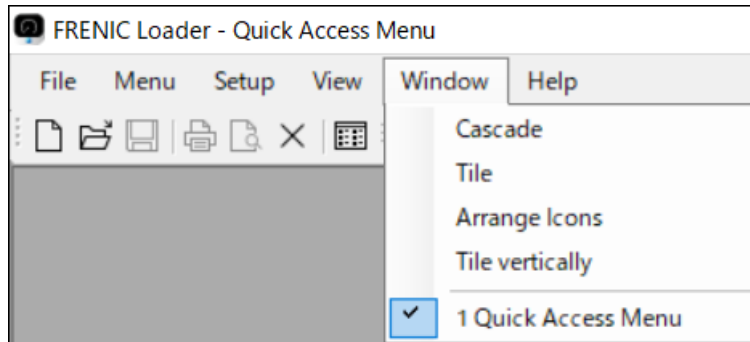 FRENIC Loader - Quick Access Menu
File Menu Setup View Window Help
Cascade
Tile
Arrange Icons
Tile vertically
1 Quick Access Menu